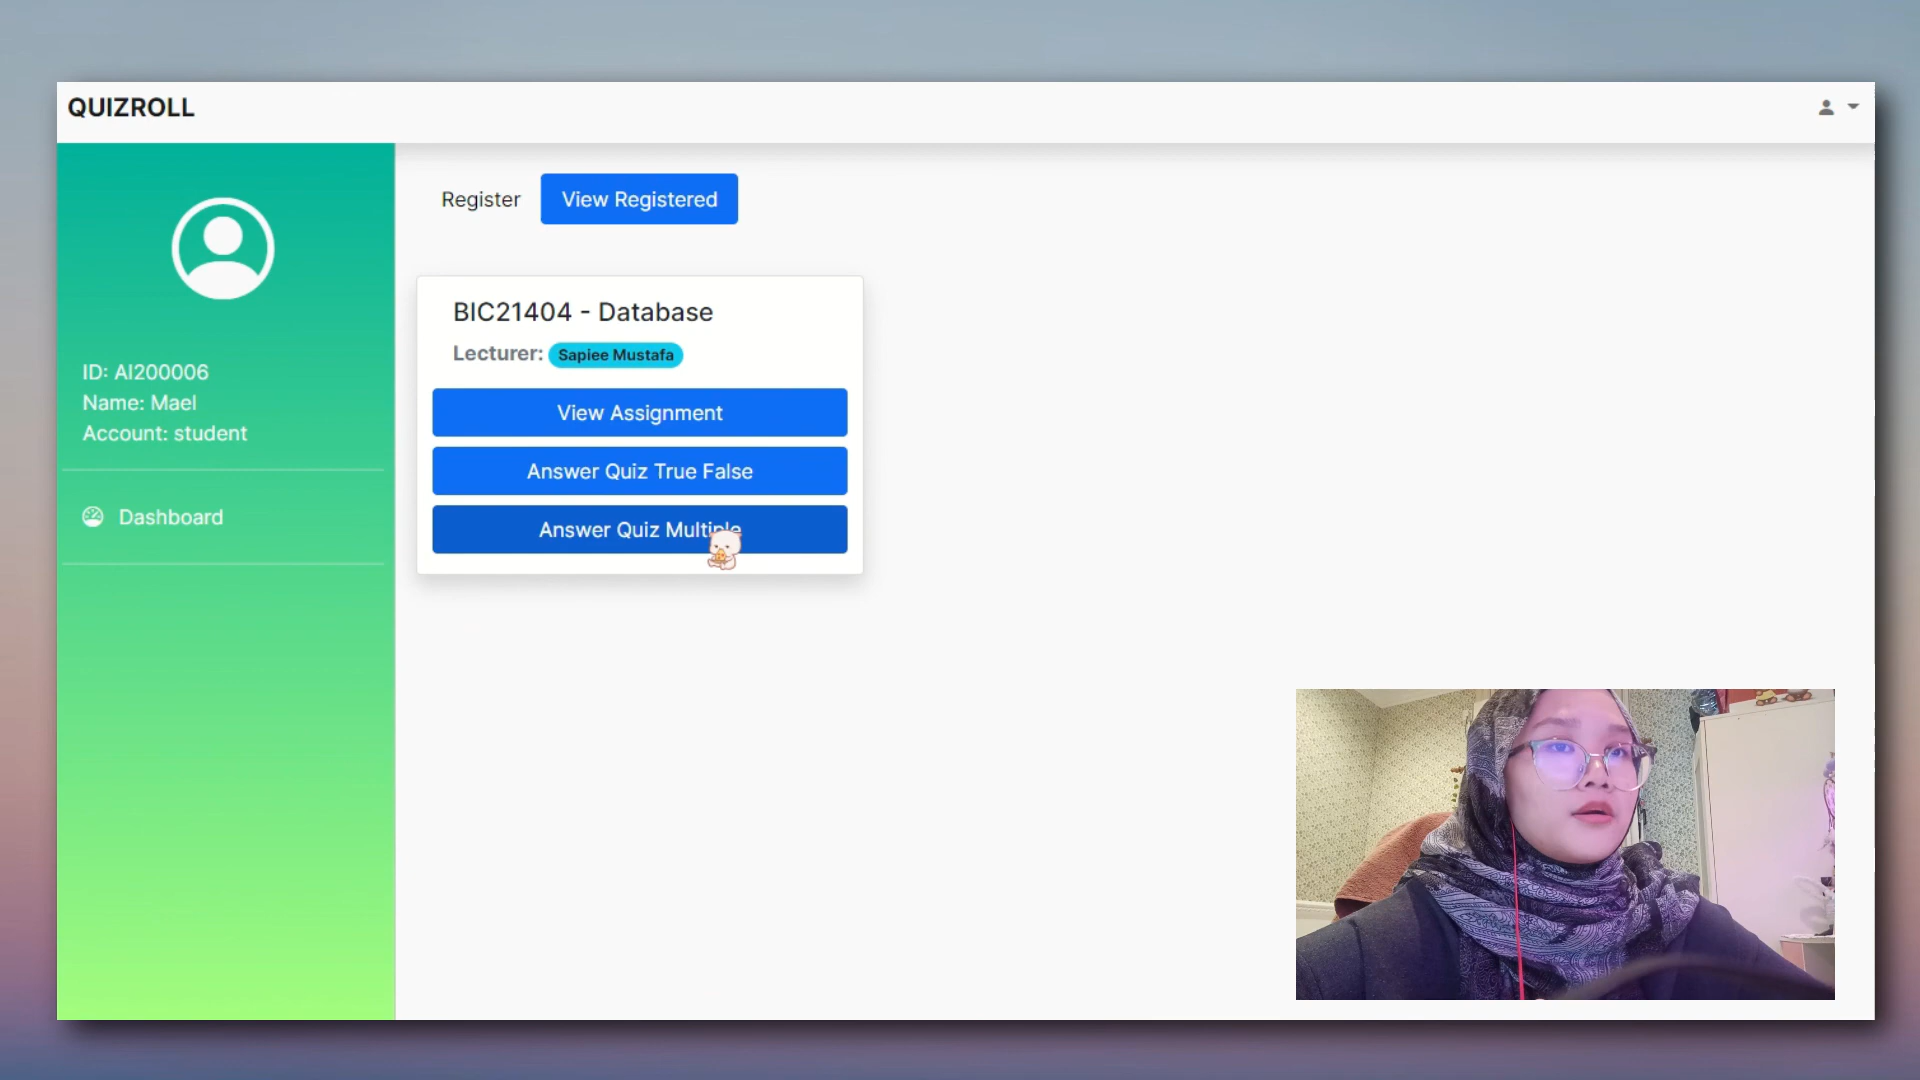 QUIZROLL
Register
View Registered
ID: AI200006
Name: Mael
Account: student
Dashboard
BIC21404 - Database
Lecturer: Sapiee Mustafa
View Assignment
Answer Quiz True False
Answer Quiz Multiple